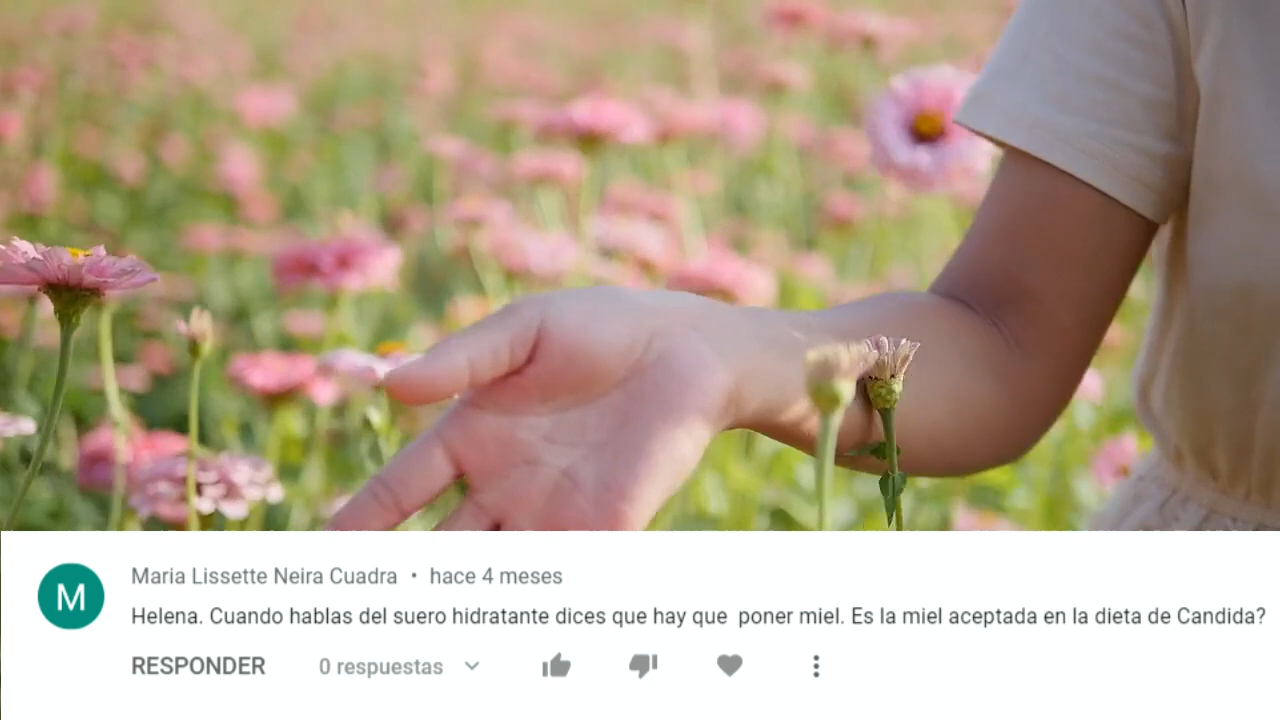 M
Maria Lissette Neira Cuadra • hace 4 meses
Helena. Cuando hablas del suero hidratante dices que hay que poner miel. Es la miel aceptada en la dieta de Candida?
RESPONDER 0 respuestas